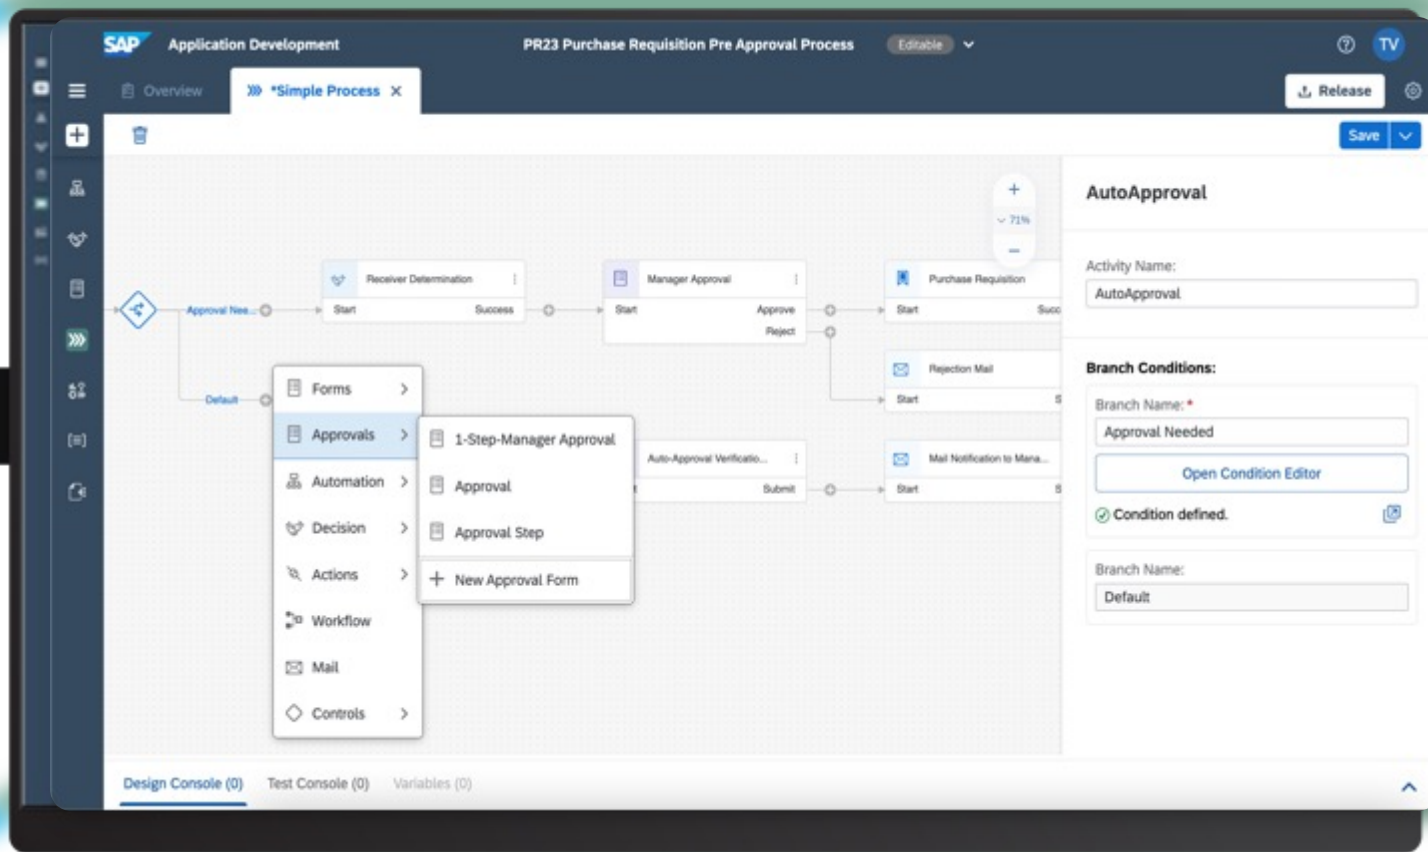 SAP
Application Development
PR23 Purchase Requisition Pre Approval Process
Editable
TV
Overview
*Simple Process
Release
Save
71%
AutoApproval
Activity Name:
AutoApproval
Branch Conditions:
Branch Name: *
Approval Needed
Open Condition Editor
Condition defined.
Branch Name:
Default
Approval Nee...
Receiver Determination
Start
Success
Manager Approval
Start
Approve
Reject
Purchase Requisition
Start
Succ
Rejection Mail
Start
S
Default
Forms
Approvals
Automation
Decision
Actions
Workflow
Mail
Controls
1-Step-Manager Approval
Approval
Approval Step
New Approval Form
Auto-Approval Verificatio...
Submit
Mail Notification to Mana...
Start
S
Design Console (0)
Test Console (0)
Variables (0)